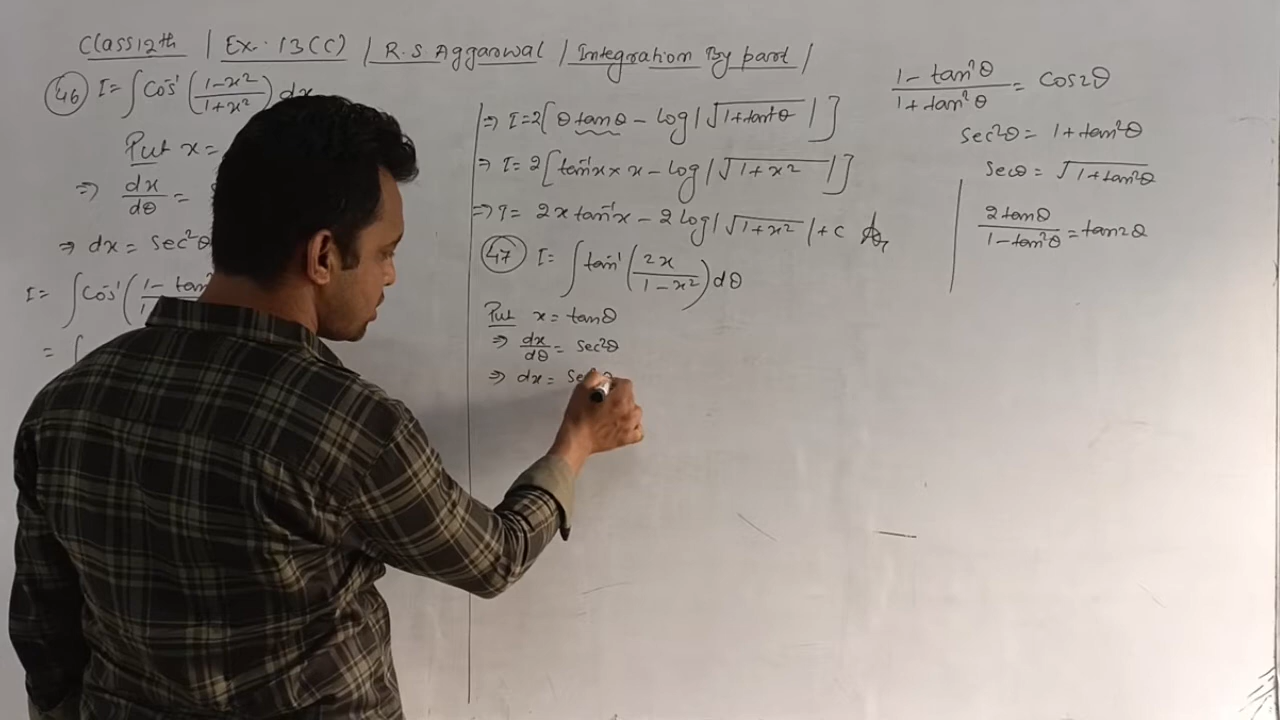 Class 12th | Ex. 13(C) | R.S Aggarwal | Integration By part |
46 I = ∫ Cos⁻¹ (1-x²/1+x²) dx
Put x =
⇒ dx/dθ =
⇒ dx = sec²θ
I = ∫ Cos⁻¹ (1 - tan
= ∫
⇒ I = 2[θ tanθ - log|√1+tan²θ|]
⇒ I = 2[tan⁻¹x × x - log|√1+x²|]
⇒ I = 2x tan⁻¹x - 2 log|√1+x²| + c
47 I = ∫ tan⁻¹ (2x/1-x²) dθ
Put x = tanθ
⇒ dx/dθ = sec²θ
⇒ dx = Sec²
1 - tan²θ/1 + tan²θ = cos2θ
sec²θ = 1 + tan²θ
secθ = √1+tan²θ
2tanθ/1-tan²θ = tan2θ